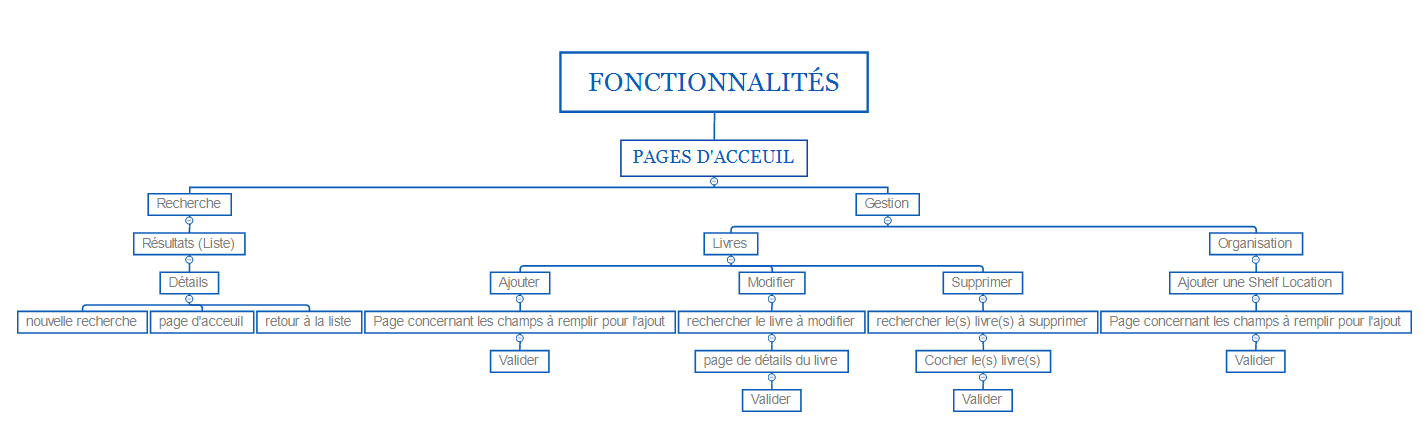 FONCTIONNALITÉS
PAGES D'ACCEUIL
Recherche
Gestion
Résultats (Liste)
Livres
Organisation
Détails
Ajouter
Modifier
Supprimer
Ajouter une Shelf Location
nouvelle recherche
page d'acceuil
retour à la liste
Page concernant les champs à remplir pour l'ajout
rechercher le livre à modifier
rechercher le(s) livre(s) à supprimer
Page concernant les champs à remplir pour l'ajout
Valider
page de détails du livre
Cocher le(s) livre(s)
Valider
Valider
Valider